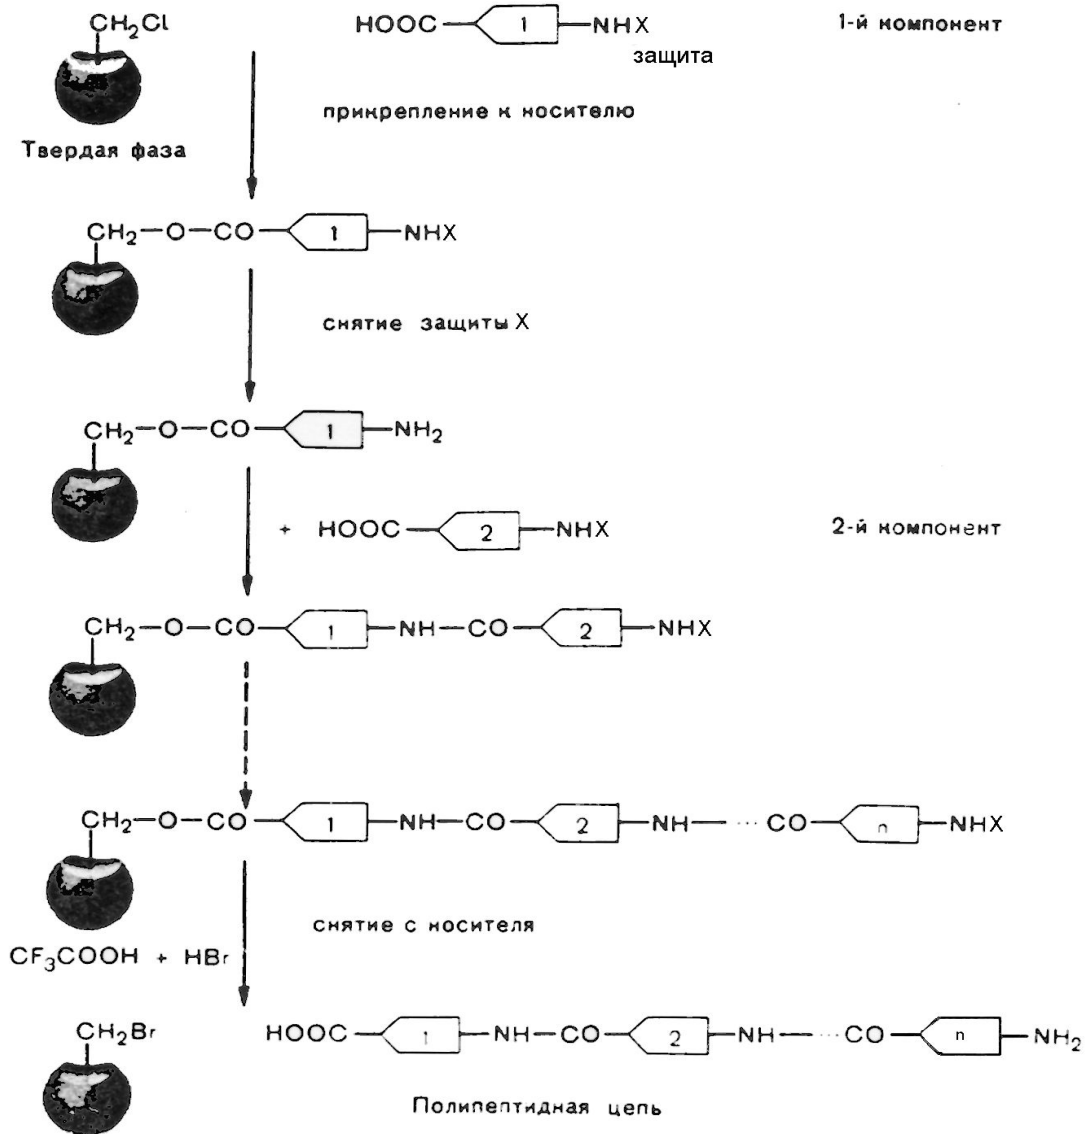 CH₂Cl HOOC 1 NHX 1-й компонент
защита
прикрепление к носителю
Твердая фаза
CH₂—O—CO 1 NHX
снятие защиты X
CH₂—O—CO 1 NH₂
+ HOOC 2 NHX 2-й компонент
CH₂—O—CO 1 NH—CO 2 NHX
CH₂—O—CO 1 NH—CO 2 NH— ··· CO n NHX
снятие с носителя
CF₃COOH + HBr
CH₂Br HOOC 1 NH—CO 2 NH— ··· CO n NH₂
Полипептидная цепь